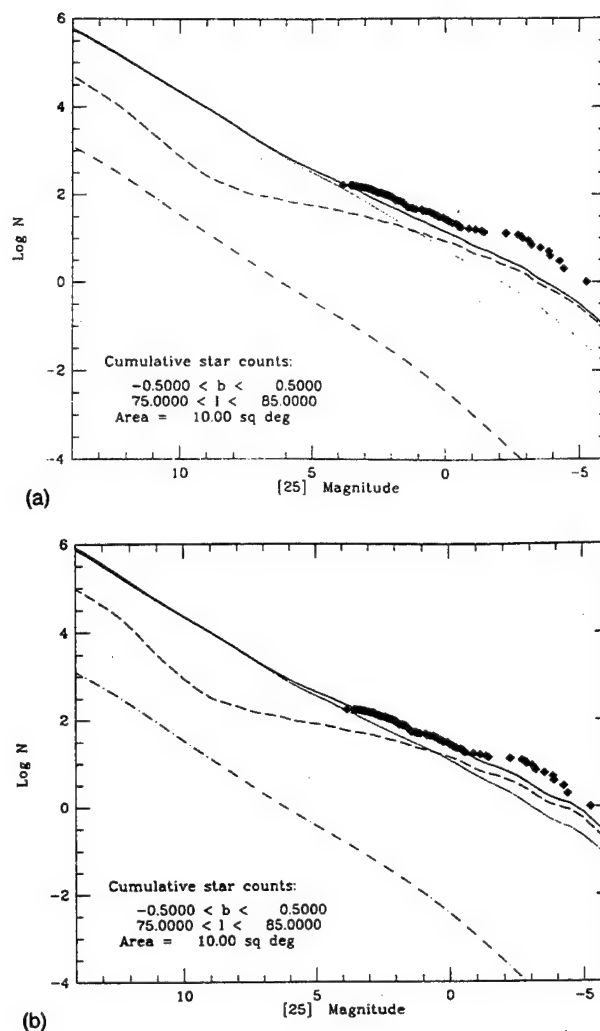 6
4
2
0
-2
-4
Log N
Cumulative star counts:
-0.5000 < b < 0.5000
75.0000 < l < 85.0000
Area = 10.00 sq deg
10
5
0
-5
[25] Magnitude
(a)
6
4
2
0
-2
-4
Log N
Cumulative star counts:
-0.5000 < b < 0.5000
75.0000 < l < 85.0000
Area = 10.00 sq deg
10
5
0
-5
[25] Magnitude
(b)